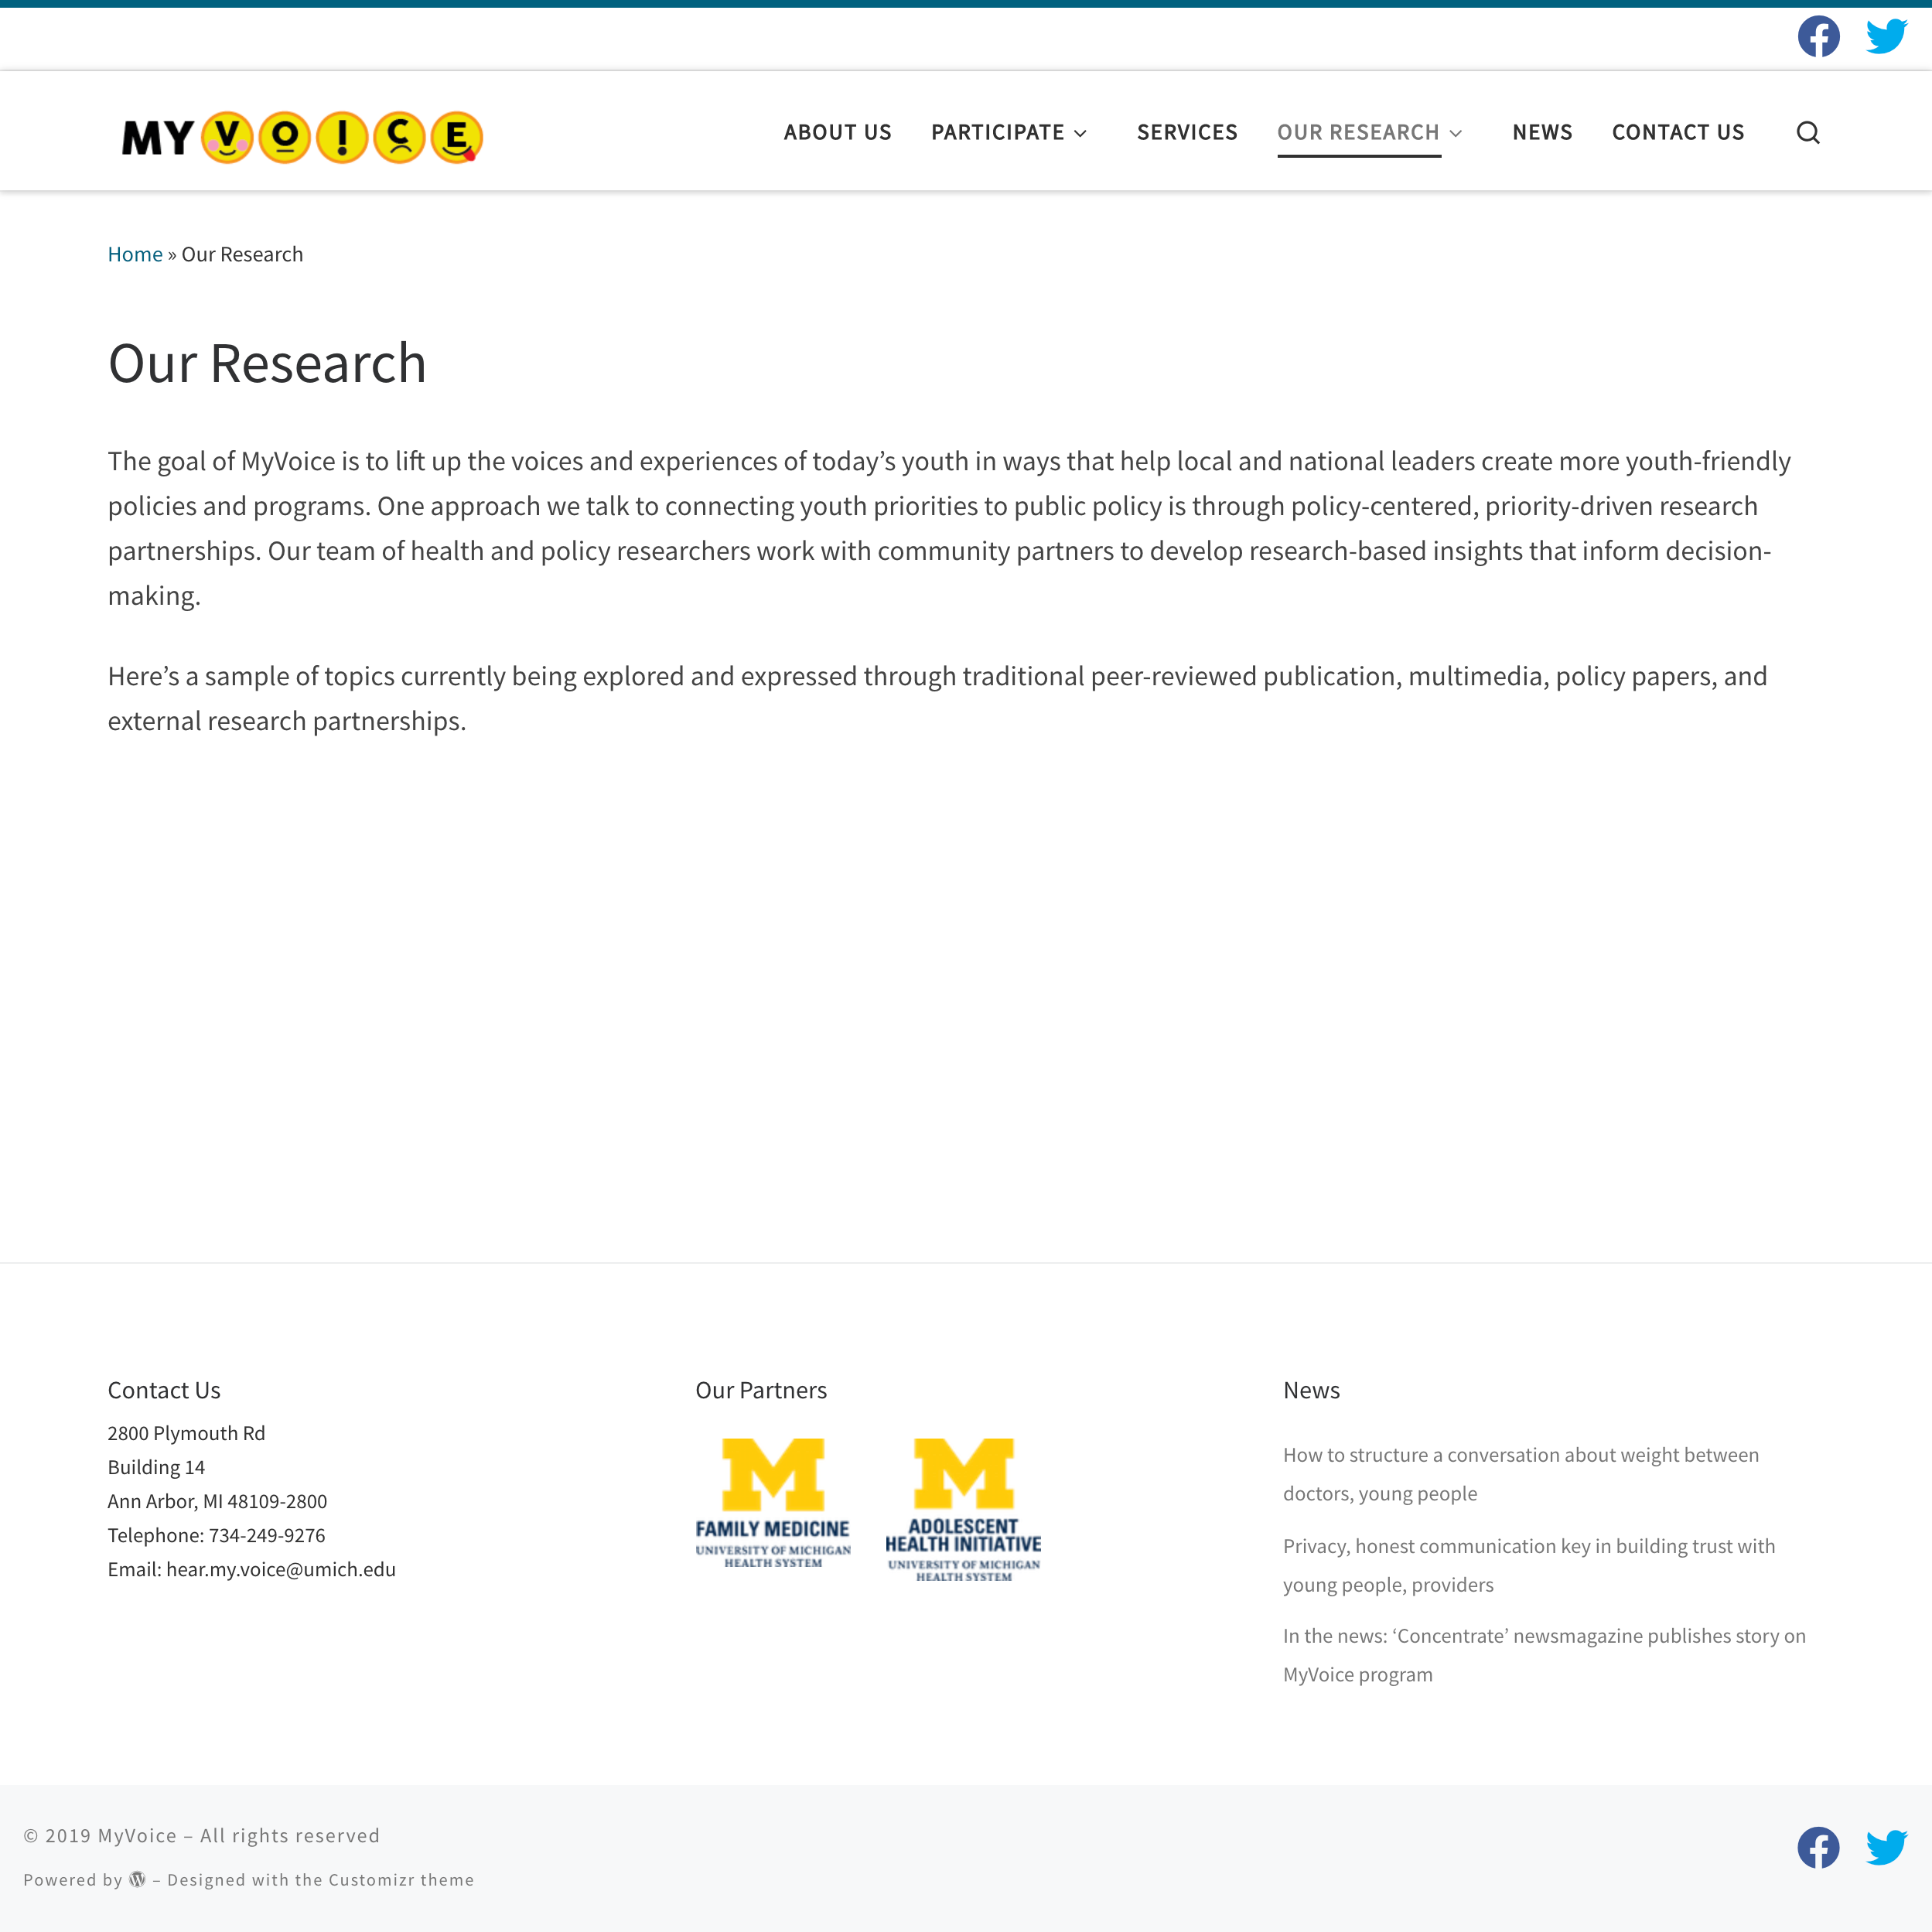 MYVO!CE
ABOUT US
PARTICIPATE
SERVICES
OUR RESEARCH
NEWS
CONTACT US
Home » Our Research
Our Research
The goal of MyVoice is to lift up the voices and experiences of today’s youth in ways that help local and national leaders create more youth-friendly
policies and programs. One approach we talk to connecting youth priorities to public policy is through policy-centered, priority-driven research
partnerships. Our team of health and policy researchers work with community partners to develop research-based insights that inform decision-
making.
Here’s a sample of topics currently being explored and expressed through traditional peer-reviewed publication, multimedia, policy papers, and
external research partnerships.
Contact Us
2800 Plymouth Rd
Building 14
Ann Arbor, MI 48109-2800
Telephone: 734-249-9276
Email: hear.my.voice@umich.edu
Our Partners
M
FAMILY MEDICINE
UNIVERSITY OF MICHIGAN
HEALTH SYSTEM
M
ADOLESCENT
HEALTH INITIATIVE
UNIVERSITY OF MICHIGAN
HEALTH SYSTEM
News
How to structure a conversation about weight between
doctors, young people
Privacy, honest communication key in building trust with
young people, providers
In the news: ‘Concentrate’ newsmagazine publishes story on
MyVoice program
© 2019 MyVoice – All rights reserved
Powered by – Designed with the Customizr theme